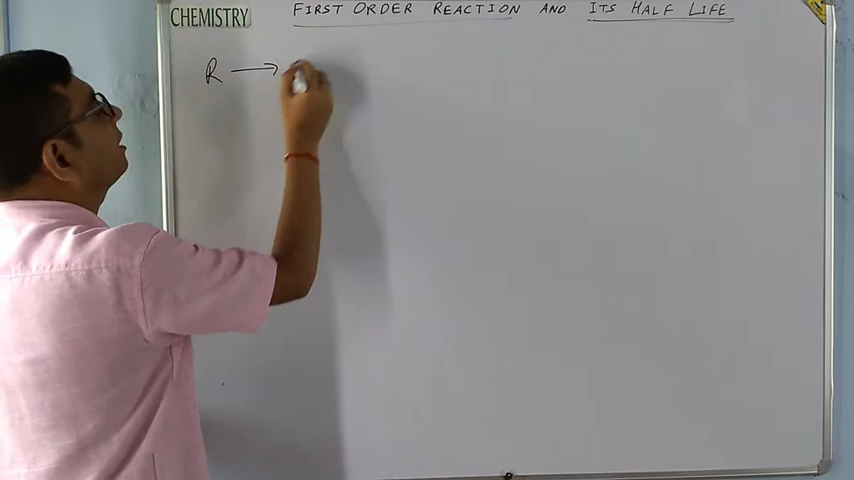 CHEMISTRY
FIRST ORDER REACTION AND ITS HALF LIFE
R →